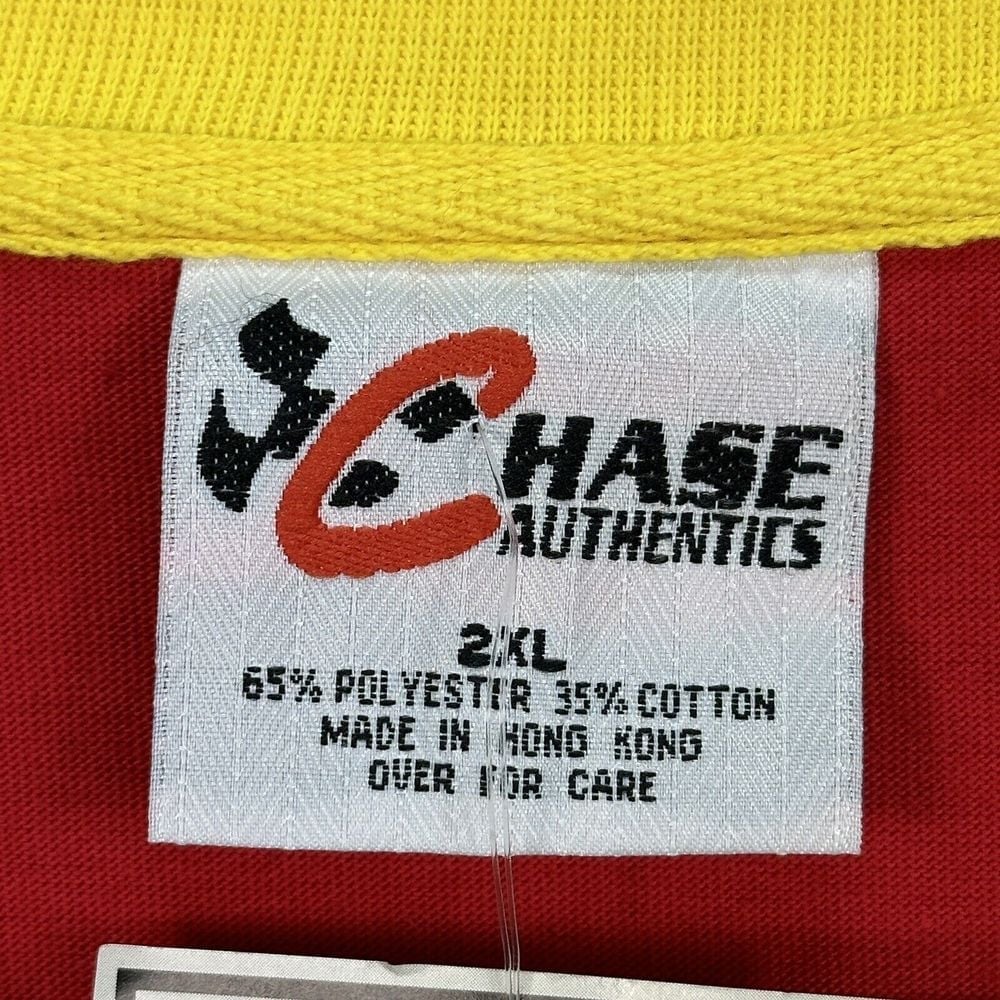 CHASE
AUTHENTICS
2XL
65% POLYESTER 35% COTTON
MADE IN HONG KONG
OVER FOR CARE